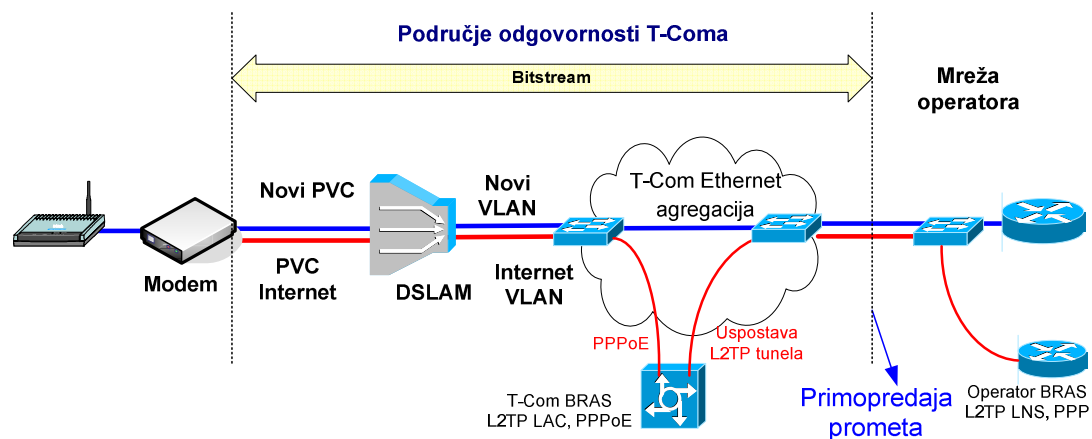 Područje odgovornosti T-Coma
Bitstream
Mreža
operatora
Novi PVC
Novi
VLAN
T-Com Ethernet
agregacija
Modem
PVC
Internet
DSLAM
Internet
VLAN
PPPoE
Uspostava
L2TP tunela
T-Com BRAS
L2TP LAC, PPPoE
Primopredaja
prometa
Operator BRAS
L2TP LNS, PPP